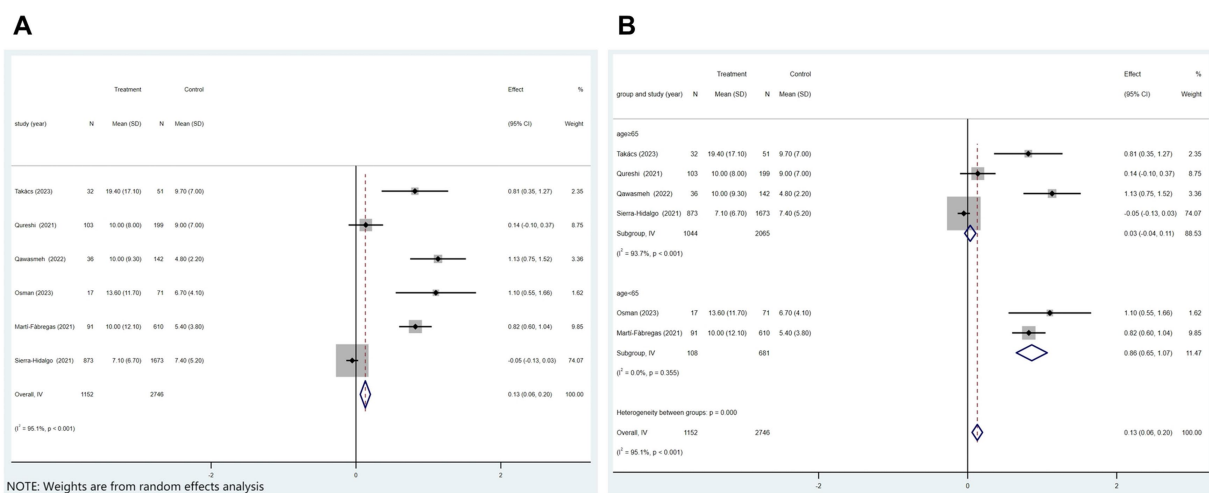 A
Treatment Control Effect %
study (year) N Mean (SD) N Mean (SD) (95% CI) Weight
Takács (2023) 32 19.40 (17.10) 51 9.70 (7.00) 0.81 (0.35, 1.27) 2.35
Qureshi (2021) 103 10.00 (8.00) 199 9.00 (7.00) 0.14 (-0.10, 0.37) 8.75
Qawasmeh (2022) 36 10.00 (9.30) 142 4.80 (2.20) 1.13 (0.75, 1.52) 3.36
Osman (2023) 17 13.60 (11.70) 71 6.70 (4.10) 1.10 (0.55, 1.66) 1.62
Martí-Fábregas (2021) 91 10.00 (12.10) 610 5.40 (3.80) 0.82 (0.60, 1.04) 9.85
Sierra-Hidalgo (2021) 873 7.10 (6.70) 1673 7.40 (5.20) -0.05 (-0.13, 0.03) 74.07
Overall, IV 1152 2746 0.13 (0.06, 0.20) 100.00
(I² = 95.1%, p < 0.001)
-2 0 2
NOTE: Weights are from random effects analysis
B
Treatment Control Effect %
group and study (year) N Mean (SD) N Mean (SD) (95% CI) Weight
age≥65
Takács (2023) 32 19.40 (17.10) 51 9.70 (7.00) 0.81 (0.35, 1.27) 2.35
Qureshi (2021) 103 10.00 (8.00) 199 9.00 (7.00) 0.14 (-0.10, 0.37) 8.75
Qawasmeh (2022) 36 10.00 (9.30) 142 4.80 (2.20) 1.13 (0.75, 1.52) 3.36
Sierra-Hidalgo (2021) 873 7.10 (6.70) 1673 7.40 (5.20) -0.05 (-0.13, 0.03) 74.07
Subgroup, IV 1044 2065 0.03 (-0.04, 0.11) 88.53
(I² = 93.7%, p < 0.001)
age<65
Osman (2023) 17 13.60 (11.70) 71 6.70 (4.10) 1.10 (0.55, 1.66) 1.62
Martí-Fábregas (2021) 91 10.00 (12.10) 610 5.40 (3.80) 0.82 (0.60, 1.04) 9.85
Subgroup, IV 108 681 0.86 (0.65, 1.07) 11.47
(I² = 0.0%, p = 0.355)
Heterogeneity between groups: p = 0.000
Overall, IV 1152 2746 0.13 (0.06, 0.20) 100.00
(I² = 95.1%, p < 0.001)
-2 0 2